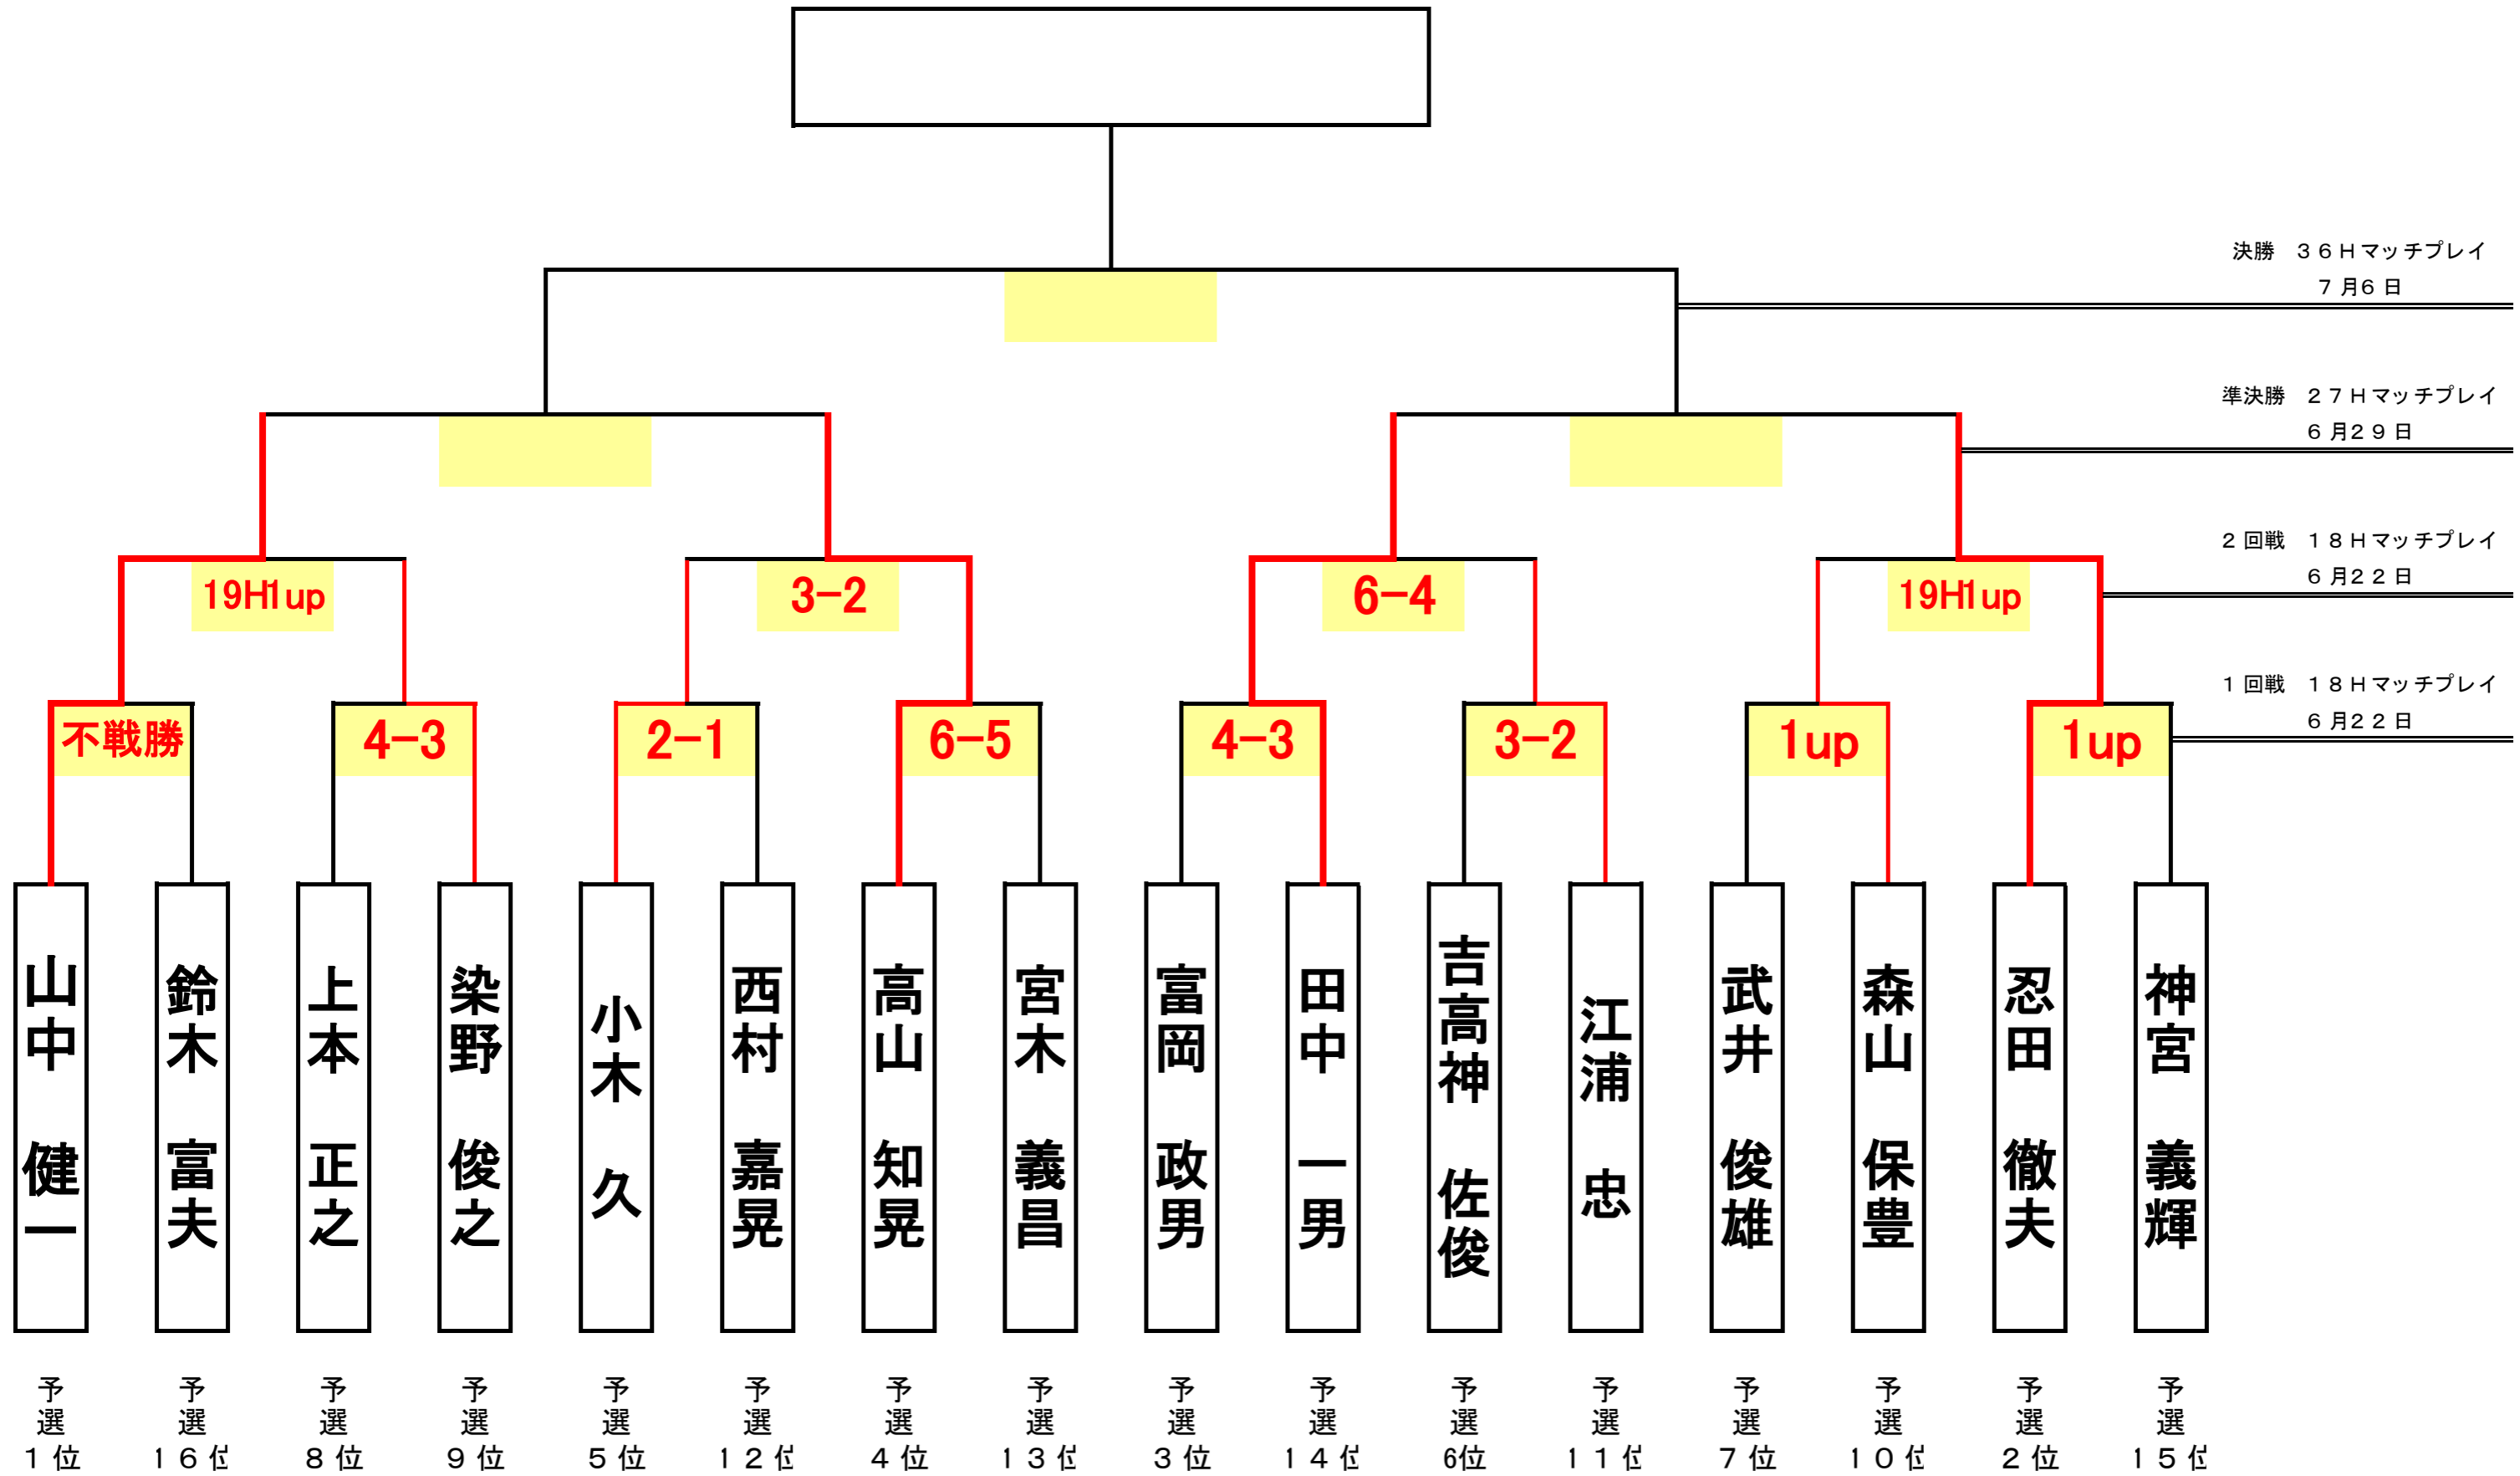 決勝　３６Ｈマッチプレイ
７月６日
準決勝　２７Ｈマッチプレイ
６月２９日
２回戦　１８Ｈマッチプレイ
６月２２日
19H1up
3-2
6-4
19H1up
１回戦　１８Ｈマッチプレイ
６月２２日
不戦勝
4-3
2-1
6-5
4-3
3-2
1up
1up
山中　健一
鈴木　富夫
上本　正之
染野　俊之
小木　久
西村　嘉晃
高山　知晃
宮木　義昌
富岡　政男
田中　一男
吉高神　佐俊
江浦　忠
武井　俊雄
森山　保豊
忍田　徹夫
神宮　義輝
予選１位
予選１６位
予選８位
予選９位
予選５位
予選１２位
予選４位
予選１３位
予選３位
予選１４位
予選6位
予選１１位
予選７位
予選１０位
予選２位
予選１５位